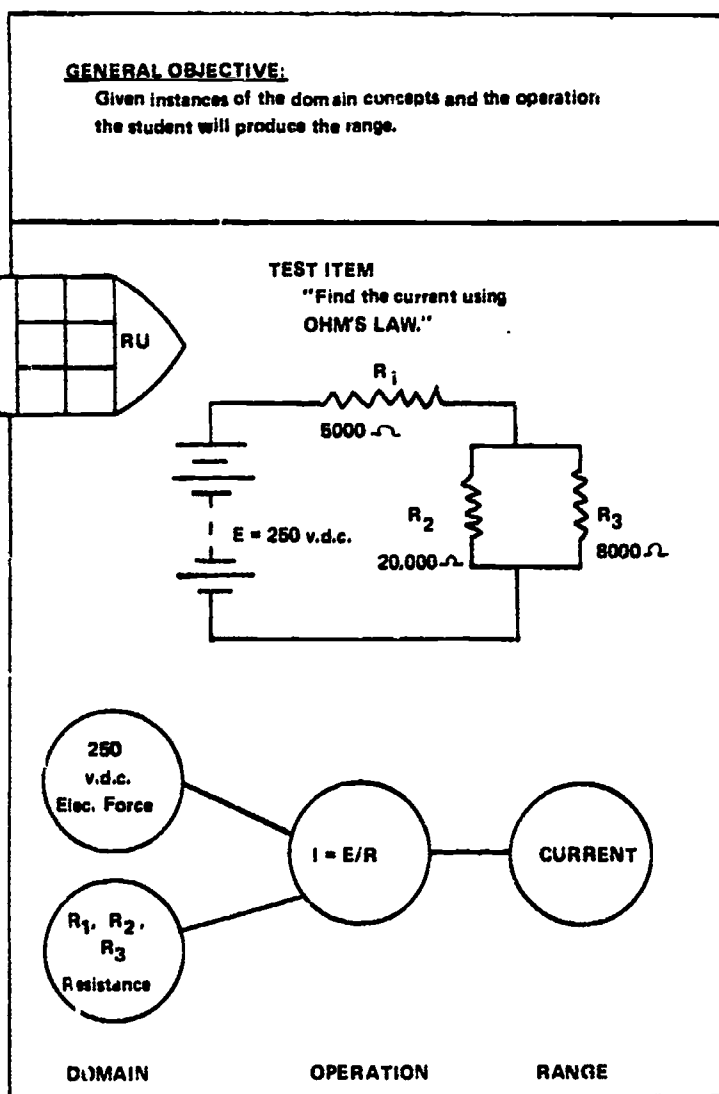 GENERAL OBJECTIVE:
Given instances of the domain concepts and the operation
the student will produce the range.
RU
TEST ITEM
"Find the current using
OHM'S LAW."
R₁
5000 Ω
E = 250 v.d.c.
R₂
20,000 Ω
R₃
8000 Ω
250
v.d.c.
Elec. Force
I = E/R
CURRENT
R₁, R₂,
R₃
Resistance
DOMAIN
OPERATION
RANGE